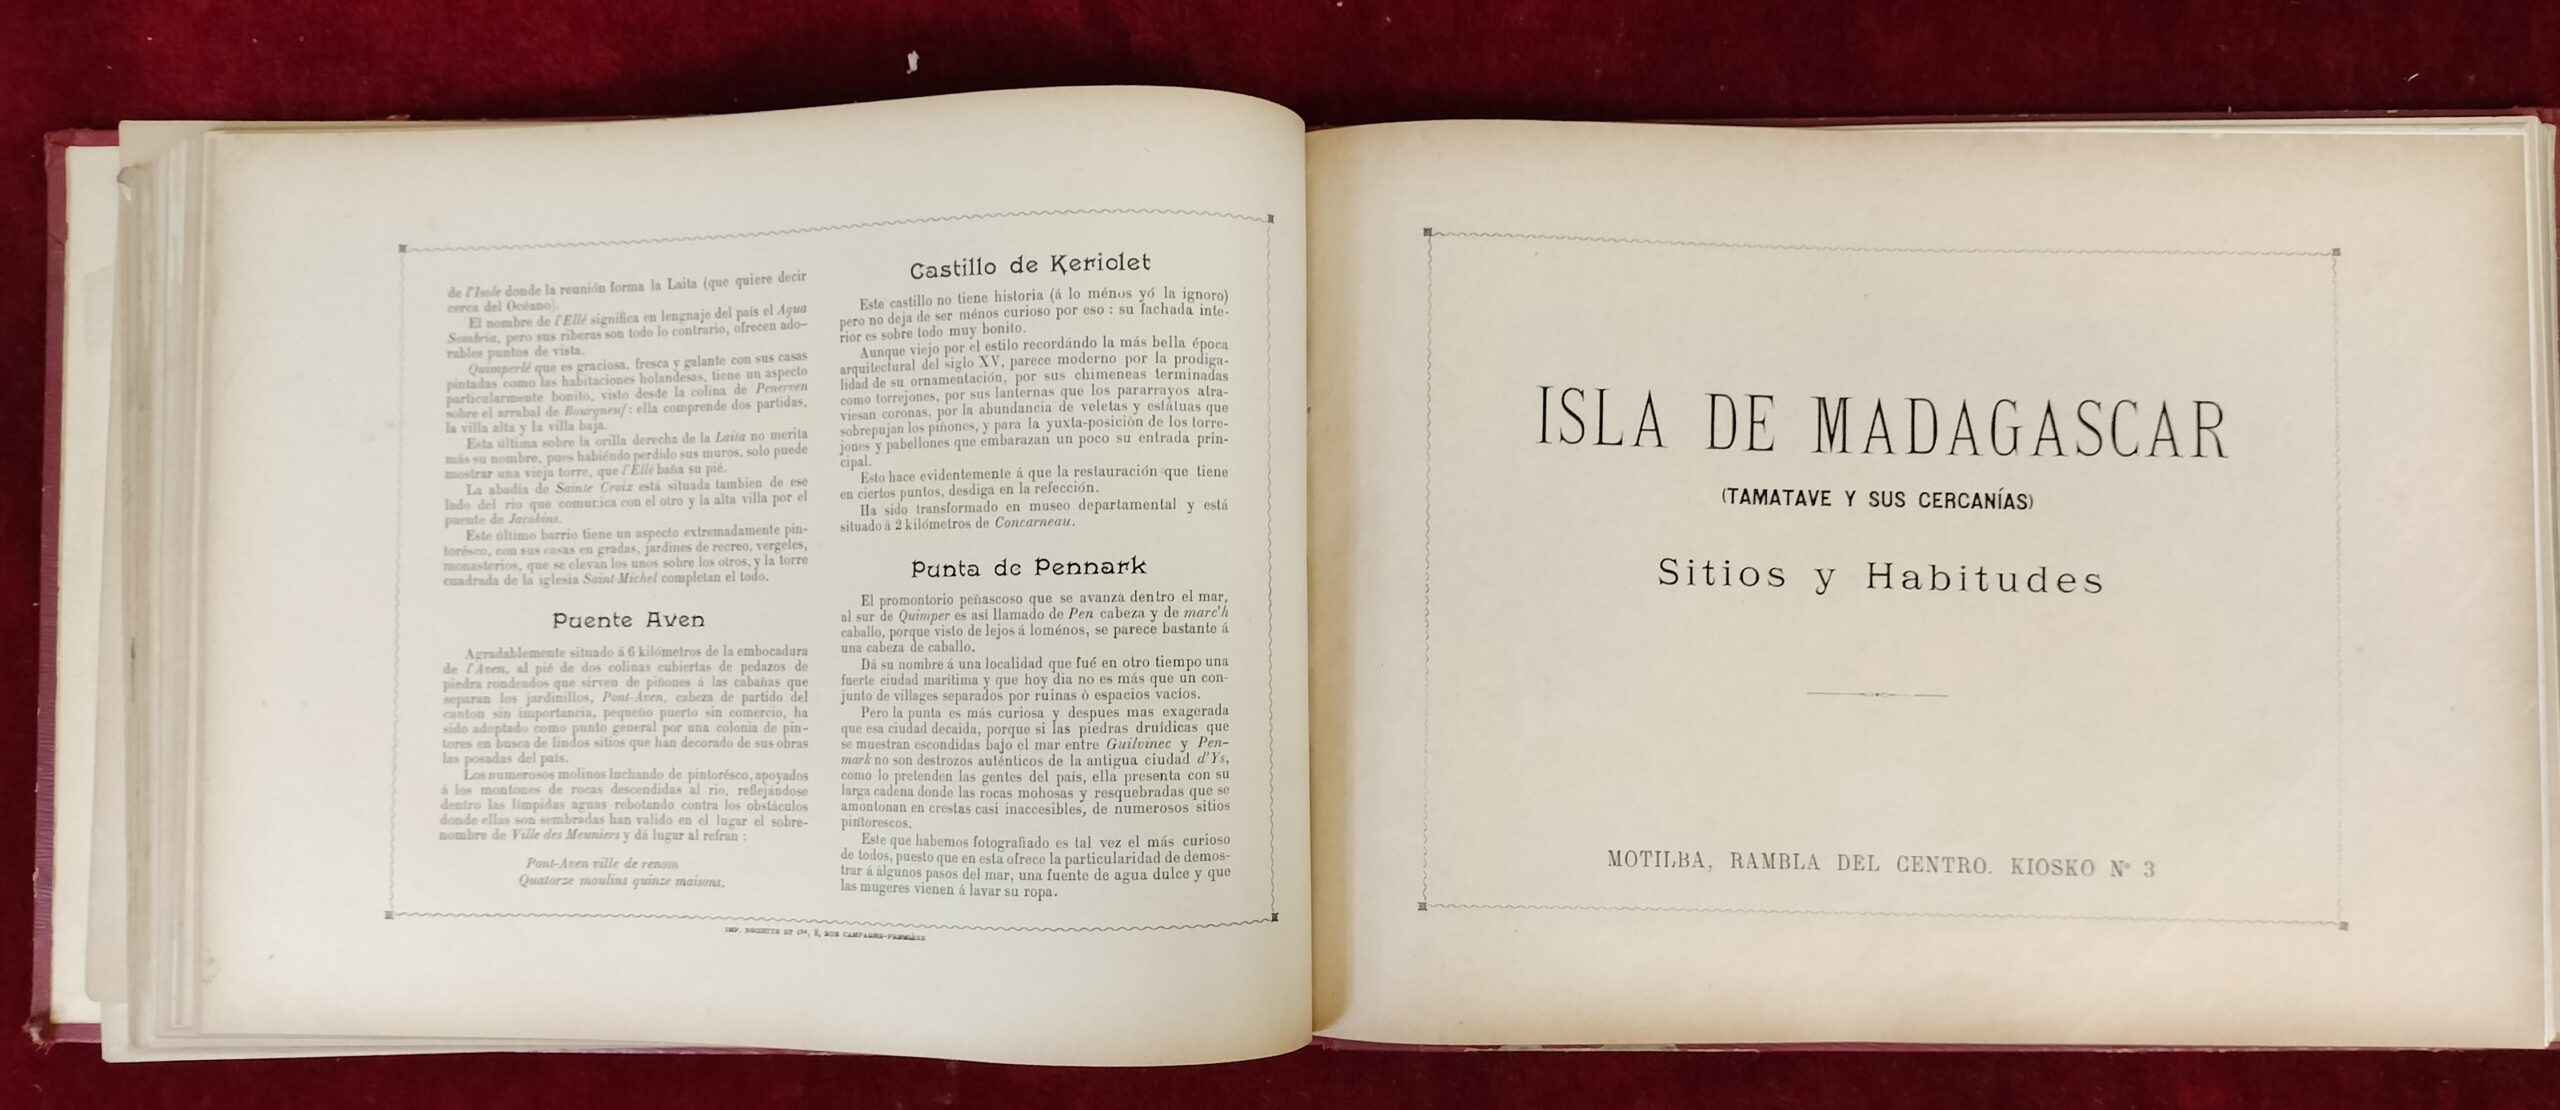 de l'Isole donde la reunión forma la Laita (que quiere decir
cerca del Océano).
El nombre de l'Ellé significa en lenguaje del país el Agua
Sombria, pero sus riberas son todo lo contrario, ofrecen ado-
rables puntos de vista.
Quimperlé que es graciosa, fresca y galante con sus casas
pintadas como las habitaciones holandesas, tiene un aspecto
particularmente bonito, visto desde la colina de Penerven
sobre el arrabal de Bourgneuf: ella comprende dos partidas,
la villa alta y la villa baja.
Esta última sobre la orilla derecha de la Laita no merita
más su nombre, pues habiéndo perdido sus muros, solo puede
mostrar una vieja torre, que l'Ellé baña su pié.
La abadía de Sainte Croix está situada tambien de ese
lado del rio que comunica con el otro y la alta villa por el
puente de Jacobins.
Este último barrio tiene un aspecto extremadamente pin-
torésco, con sus casas en gradas, jardines de recreo, vergeles,
monasterios, que se elevan los unos sobre los otros, y la torre
cuadrada de la iglesia Saint-Michel completan el todo.
Puente Aven
Agradablemente situado á 6 kilómetros de la embocadura
de l'Aven, al pié de dos colinas cubiertas de pedazos de
piedra rondeados que sirven de piñones á las cabañas que
separan los jardinillos, Pont-Aven, cabeza de partido del
canton sin importancia, pequeño puerto sin comercio, ha
sido adoptado como punto general por una colonia de pin-
tores en busca de lindos sitios que han decorado de sus obras
las posadas del país.
Los numerosos molinos luchando de pintorésco, apoyados
á los montones de rocas descendidas al rio, reflejándose
dentro las límpidas aguas rebotando contra los obstáculos
donde ellas son sembradas han valido en el lugar el sobre-
nombre de Ville des Meuniers y dá lugar al refran :
Pont-Aven ville de renom
Quatorze moulins quinze maisons.
Castillo de Keriolet
Este castillo no tiene historia (á lo ménos yó la ignoro)
pero no deja de ser ménos curioso por eso : su fachada inte-
rior es sobre todo muy bonito.
Aunque viejo por el estilo recordándo la más bella época
arquitectural del siglo XV, parece moderno por la prodiga-
lidad de su ornamentación, por sus chimeneas terminadas
como torrejones, por sus lanternas que los pararrayos atra-
viesan coronas, por la abundancia de veletas y estátuas que
sobrepujan los piñones, y para la yuxta-posición de los torre-
jones y pabellones que embarazan un poco su entrada prin-
cipal.
Esto hace evidentemente á que la restauración que tiene
en ciertos puntos, desdiga en la refección.
Ha sido transformado en museo departamental y está
situado á 2 kilómetros de Concarneau.
Punta de Pennark
El promontorio peñascoso que se avanza dentro el mar,
al sur de Quimper es así llamado de Pen cabeza y de marc'h
caballo, porque visto de lejos á loménos, se parece bastante á
una cabeza de caballo.
Dá su nombre á una localidad que fué en otro tiempo una
fuerte ciudad marítima y que hoy dia no es más que un con-
junto de villages separados por ruinas ò espacios vacíos.
Pero la punta es más curiosa y despues mas exagerada
que esa ciudad decaida, porque si las piedras druídicas que
se muestran escondidas bajo el mar entre Guilvinec y Pen-
mark no son destrozos auténticos de la antigua ciudad d'Ys,
como lo pretenden las gentes del país, ella presenta con su
larga cadena donde las rocas mohosas y resquebradas que se
amontonan en crestas casi inaccesibles, de numerosos sitios
pintorescos.
Este que habemos fotografiado es tal vez el más curioso
de todos, puesto que en esta ofrece la particularidad de demos-
trar á algunos pasos del mar, una fuente de agua dulce y que
las mugeres vienen á lavar su ropa.
8, RUE CAMPAGNE-PREMIÈRE
ISLA DE MADAGASCAR
(TAMATAVE Y SUS CERCANÍAS)
Sitios y Habitudes
MOTILBA, RAMBLA DEL CENTRO. KIOSKO Nº 3